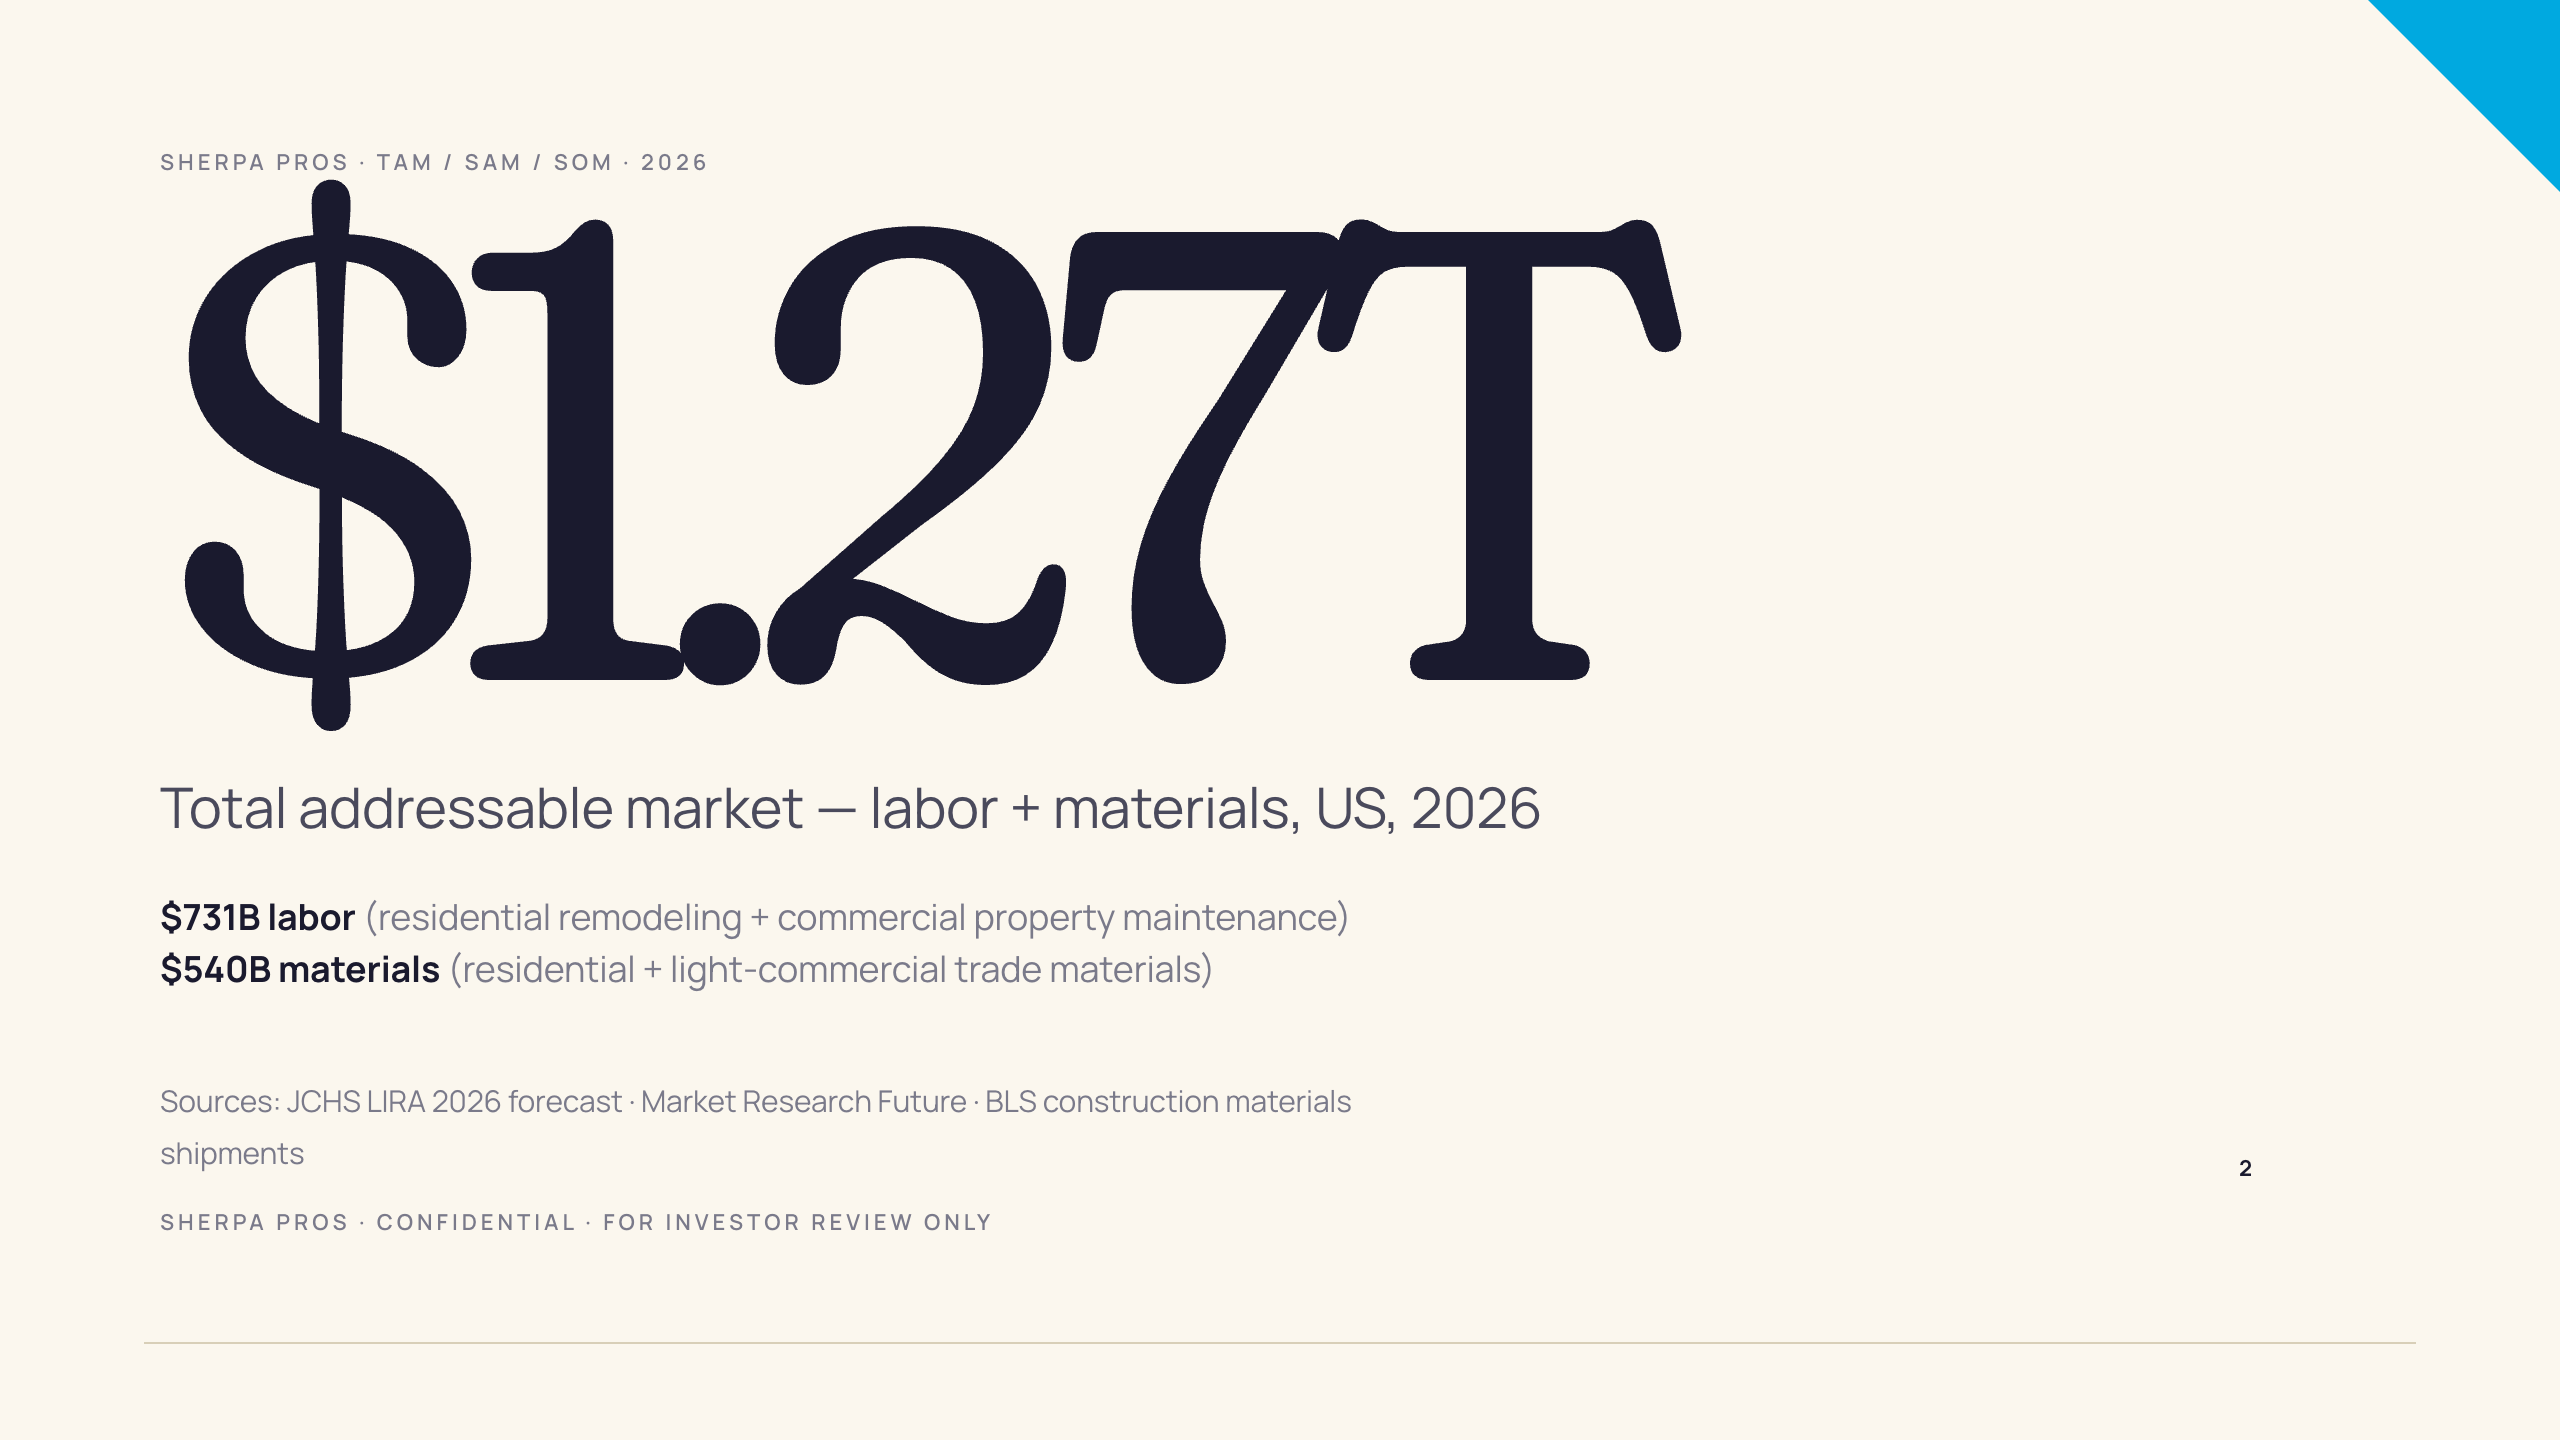 SHERPA PROS · TAM / SAM / SOM · 2026
$1.27T
Total addressable market — labor + materials, US, 2026
$731B labor (residential remodeling + commercial property maintenance)
$540B materials (residential + light-commercial trade materials)
Sources: JCHS LIRA 2026 forecast · Market Research Future · BLS construction materials
shipments
2
SHERPA PROS · CONFIDENTIAL · FOR INVESTOR REVIEW ONLY